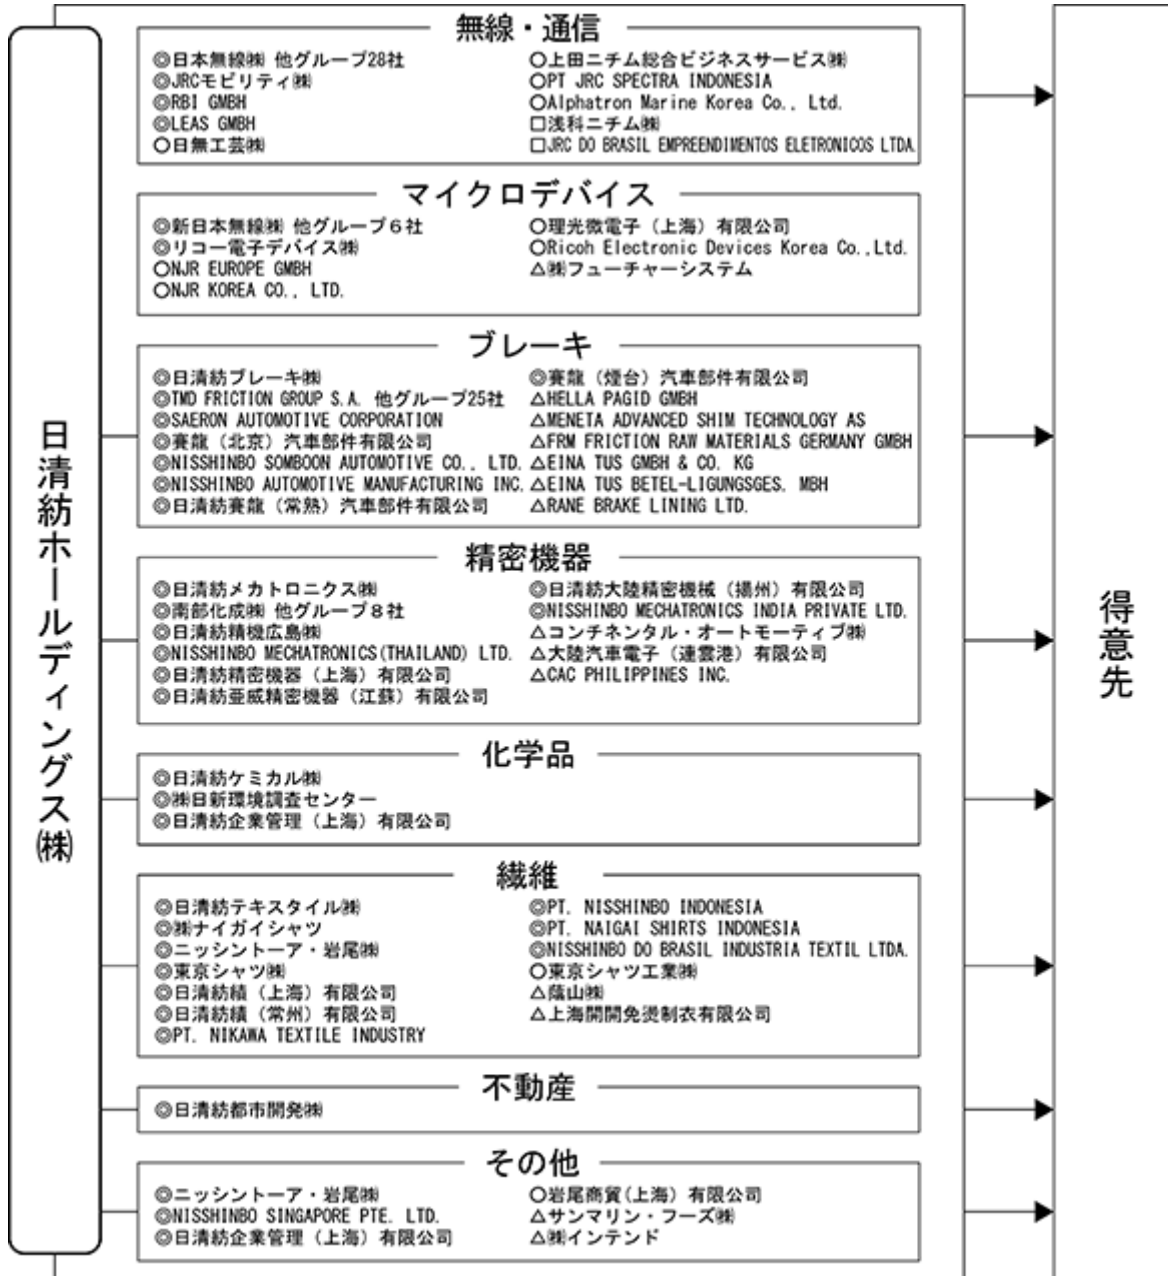 日清紡ホールディングス㈱
無線・通信
◎日本無線㈱ 他グループ28社
◎JRCモビリティ㈱
◎RBI GMBH
◎LEAS GMBH
○日無工芸㈱
○上田ニチム総合ビジネスサービス㈱
○PT JRC SPECTRA INDONESIA
○Alphatron Marine Korea Co., Ltd.
□浅科ニチム㈱
□JRC DO BRASIL EMPREENDIMENTOS ELETRONICOS LTDA.
マイクロデバイス
◎新日本無線㈱ 他グループ6社
◎リコー電子デバイス㈱
○NJR EUROPE GMBH
○NJR KOREA CO., LTD.
○理光微電子（上海）有限公司
○Ricoh Electronic Devices Korea Co.,Ltd.
△㈱フューチャーシステム
ブレーキ
◎日清紡ブレーキ㈱
◎TMD FRICTION GROUP S.A. 他グループ25社
◎SAERON AUTOMOTIVE CORPORATION
◎賽龍（北京）汽車部件有限公司
◎NISSHINBO SOMBOON AUTOMOTIVE CO., LTD.
◎NISSHINBO AUTOMOTIVE MANUFACTURING INC.
◎日清紡賽龍（常熟）汽車部件有限公司
◎賽龍（煙台）汽車部件有限公司
△HELLA PAGID GMBH
△MENETA ADVANCED SHIM TECHNOLOGY AS
△FRM FRICTION RAW MATERIALS GERMANY GMBH
△EINA TUS GMBH & CO. KG
△EINA TUS BETEL-LIGUNGSGES. MBH
△RANE BRAKE LINING LTD.
精密機器
◎日清紡メカトロニクス㈱
◎南部化成㈱ 他グループ8社
◎日清紡精機広島㈱
◎NISSHINBO MECHATRONICS(THAILAND) LTD.
◎日清紡精密機器（上海）有限公司
◎日清紡亜威精密機器（江蘇）有限公司
◎日清紡大陸精密機械（揚州）有限公司
◎NISSHINBO MECHATRONICS INDIA PRIVATE LTD.
△コンチネンタル・オートモーティブ㈱
△大陸汽車電子（連雲港）有限公司
△CAC PHILIPPINES INC.
化学品
◎日清紡ケミカル㈱
◎㈱日新環境調査センター
◎日清紡企業管理（上海）有限公司
繊維
◎日清紡テキスタイル㈱
◎㈱ナイガイシャツ
◎ニッシントーア・岩尾㈱
◎東京シャツ㈱
◎日清紡績（上海）有限公司
◎日清紡績（常州）有限公司
◎PT. NIKAWA TEXTILE INDUSTRY
◎PT. NISSHINBO INDONESIA
◎PT. NAIGAI SHIRTS INDONESIA
◎NISSHINBO DO BRASIL INDUSTRIA TEXTIL LTDA.
○東京シャツ工業㈱
△蔭山㈱
△上海開開免燙制衣有限公司
不動産
◎日清紡都市開発㈱
その他
◎ニッシントーア・岩尾㈱
◎NISSHINBO SINGAPORE PTE. LTD.
◎日清紡企業管理（上海）有限公司
○岩尾商貿(上海）有限公司
△サンマリン・フーズ㈱
△㈱インテンド
得意先